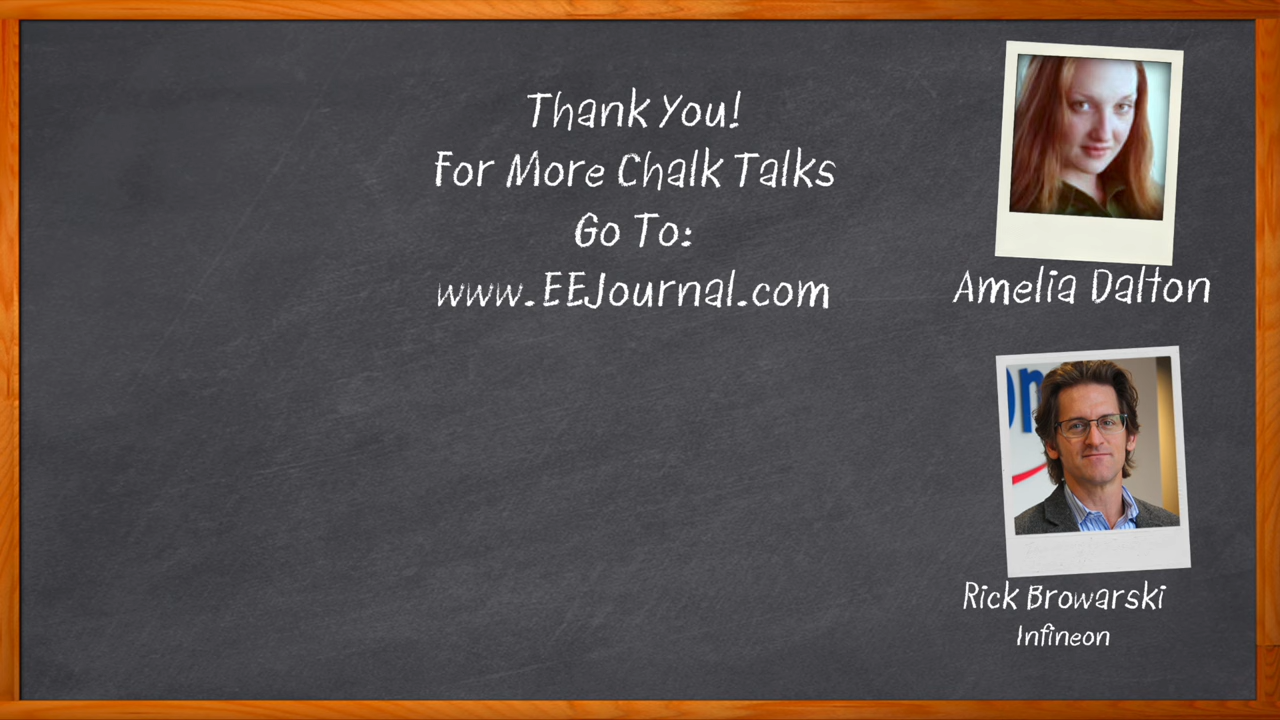 Thank You!
For More Chalk Talks
Go To:
www.EEJournal.com
Amelia Dalton
Rick Browarski
Infineon